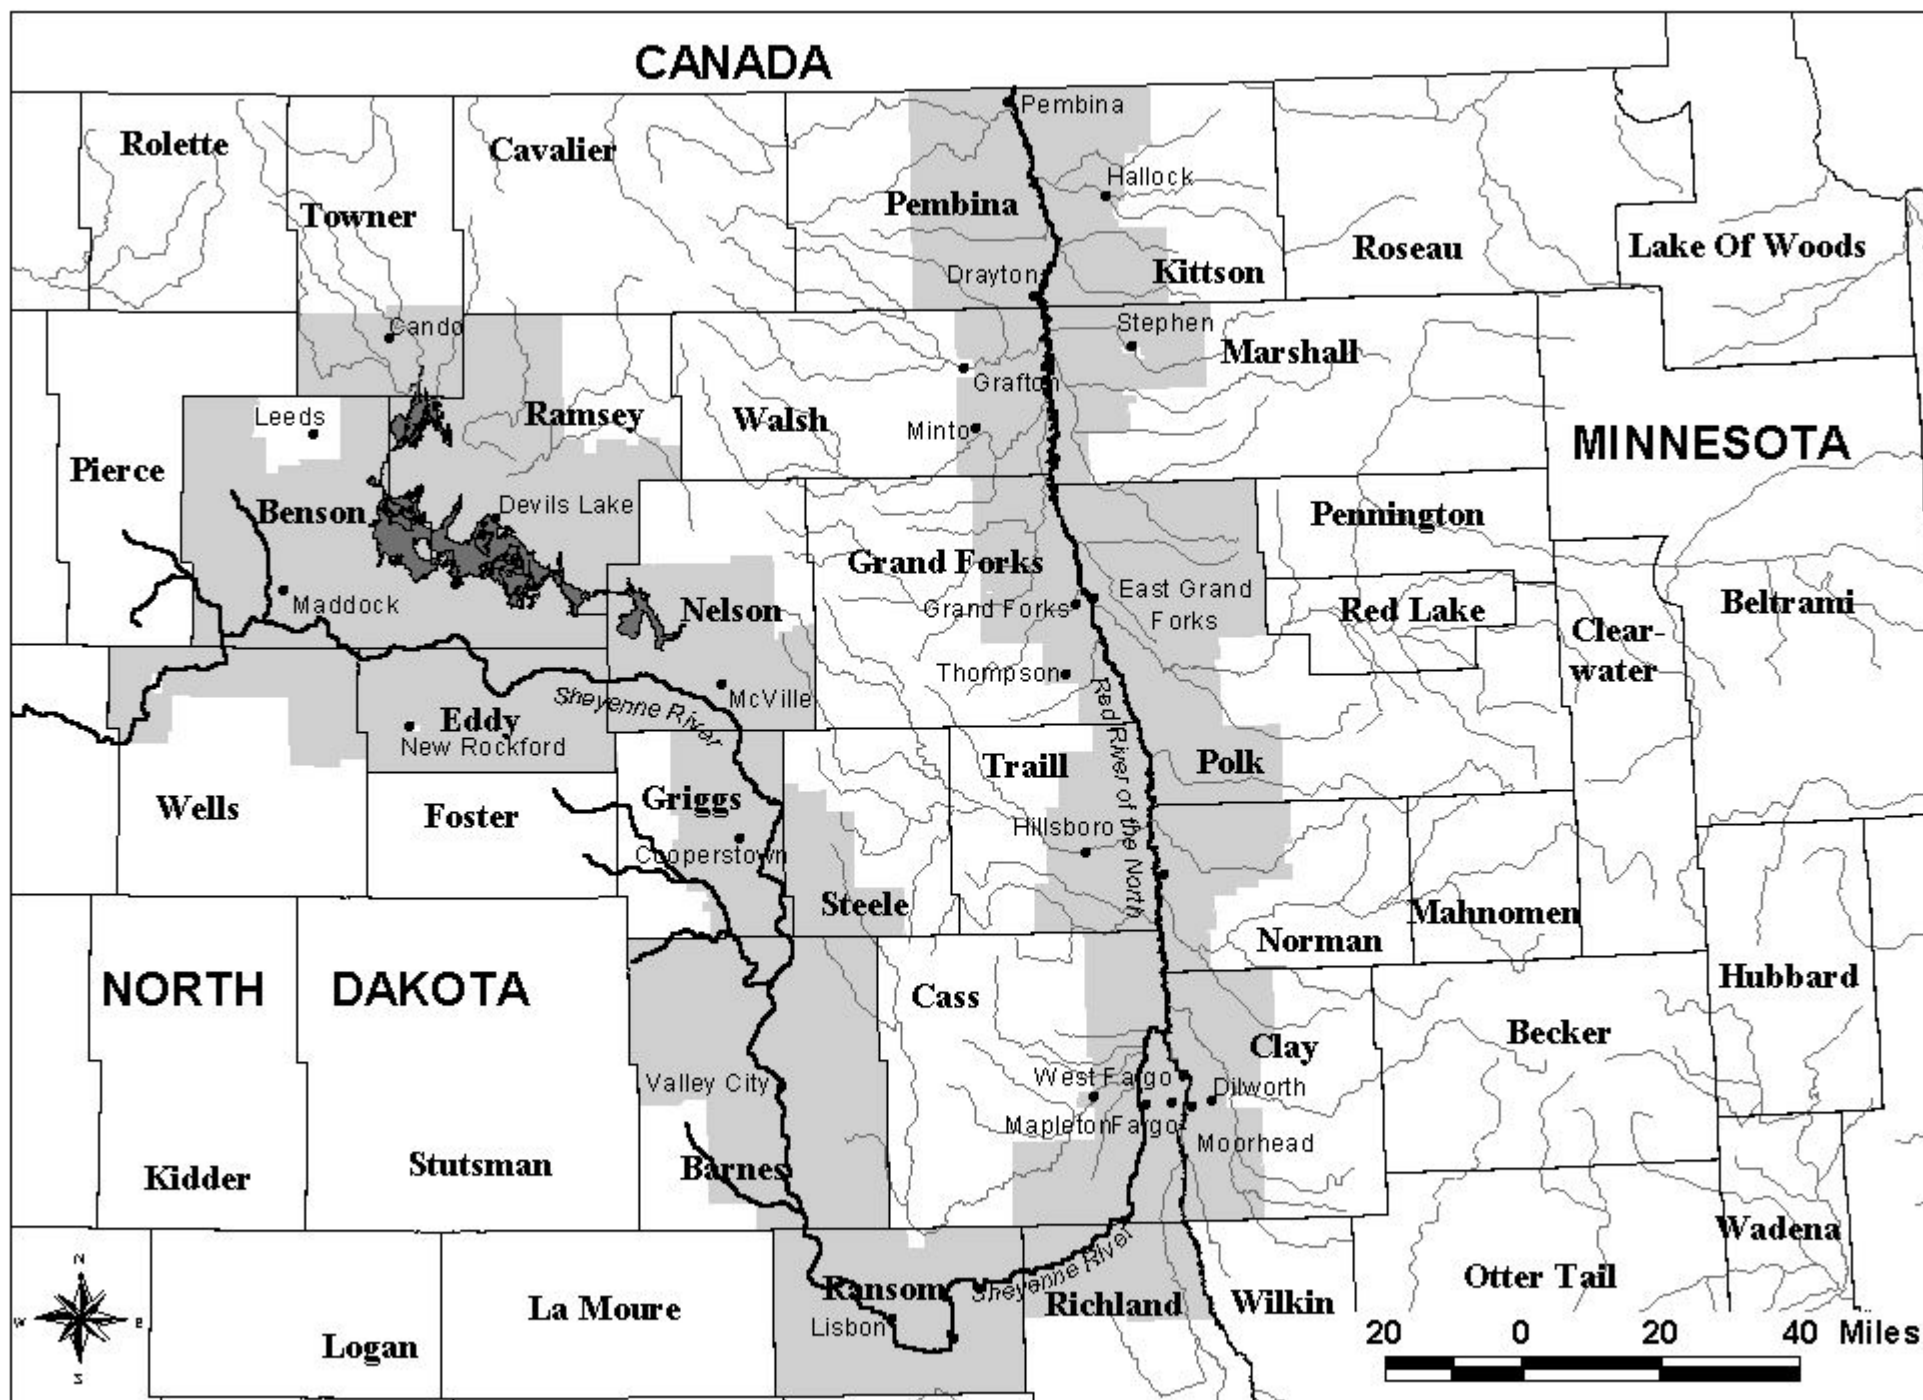 CANADA
Pembina
Rolette
Cavalier
Hallock
Pembina
Towner
Roseau
Lake Of Woods
Drayton
Kittson
Cando
Stephen
Marshall
Grafton
Leeds
Ramsey
Walsh
Minto
MINNESOTA
Pierce
Benson
Devils Lake
Pennington
Grand Forks
East Grand
Forks
Maddock
Nelson
Grand Forks
Red Lake
Beltrami
Clear-
water
Thompson
McVille
Sheyenne River
Red River of the North
Eddy
New Rockford
Traill
Polk
Wells
Foster
Griggs
Hillsboro
Cooperstown
Steele
Mahnomen
Norman
NORTH DAKOTA
Cass
Hubbard
Becker
Clay
West Fargo
Dilworth
Valley City
Mapleton
Fargo
Moorhead
Kidder
Stutsman
Barnes
Wadena
Otter Tail
Ransom
Sheyenne River
Richland
Wilkin
La Moure
Lisbon
Logan
N
W
E
S
20 0 20 40 Miles